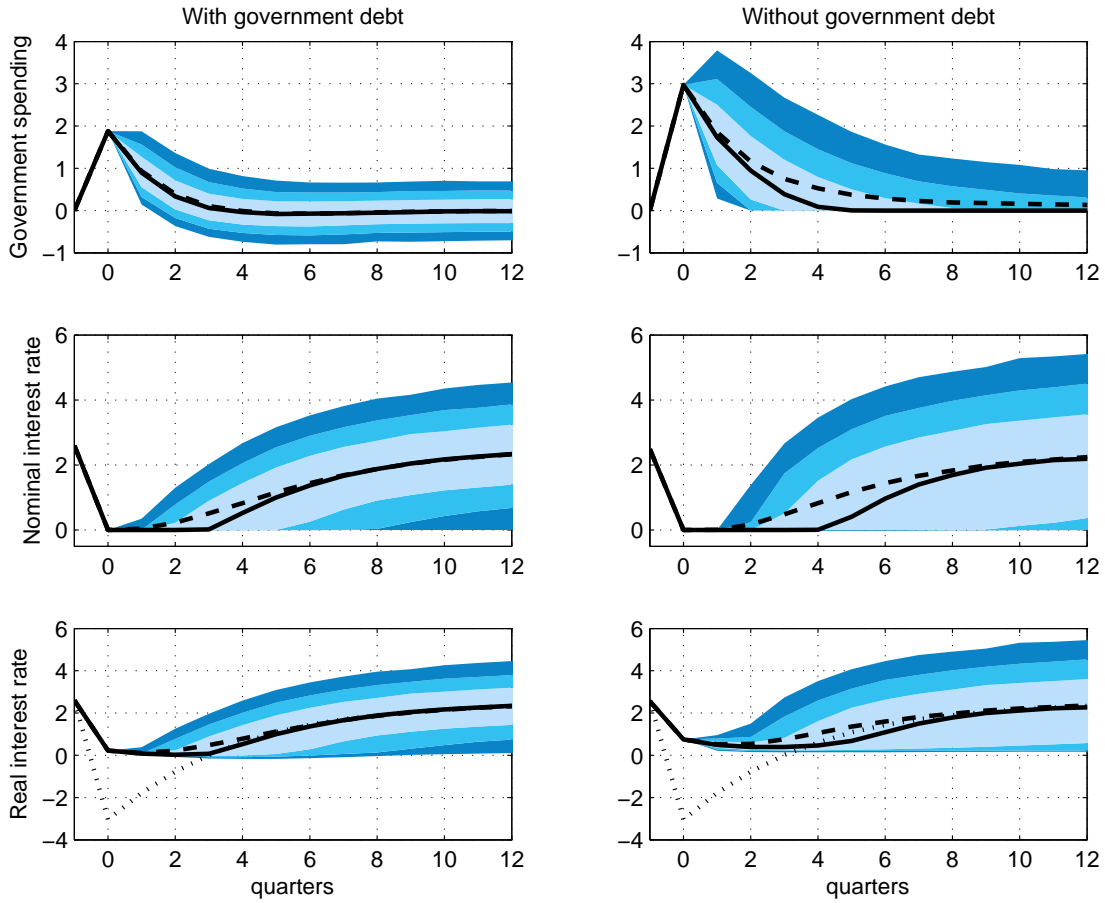 With government debt
Without government debt
Government spending
4
3
2
1
0
−1
0 2 4 6 8 10 12
4
3
2
1
0
−1
0 2 4 6 8 10 12
Nominal interest rate
6
4
2
0
0 2 4 6 8 10 12
6
4
2
0
0 2 4 6 8 10 12
Real interest rate
6
4
2
0
−2
−4
0 2 4 6 8 10 12
quarters
6
4
2
0
−2
−4
0 2 4 6 8 10 12
quarters